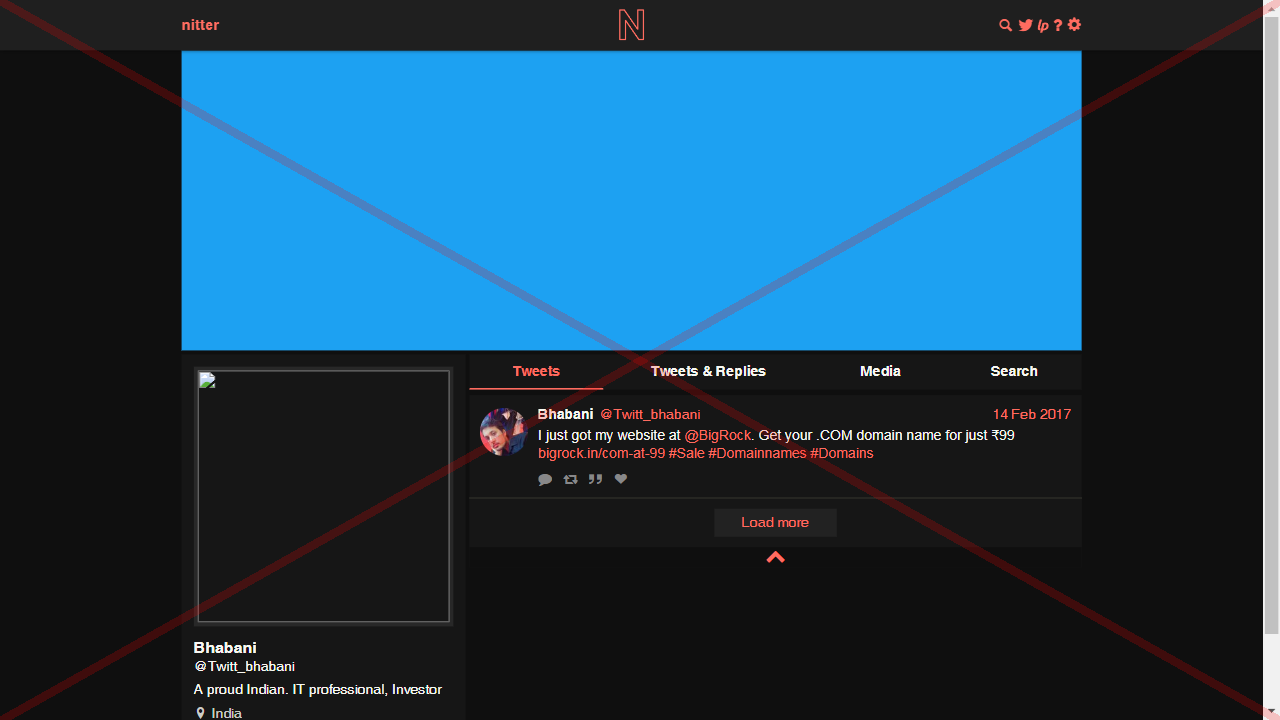 nitter
N
lp ?
Tweets
Tweets & Replies
Media
Search
Bhabani @Twitt_bhabani 14 Feb 2017
I just got my website at @BigRock. Get your .COM domain name for just ₹99
bigrock.in/com-at-99 #Sale #Domainnames #Domains
Load more
Bhabani
@Twitt_bhabani
A proud Indian. IT professional, Investor
India